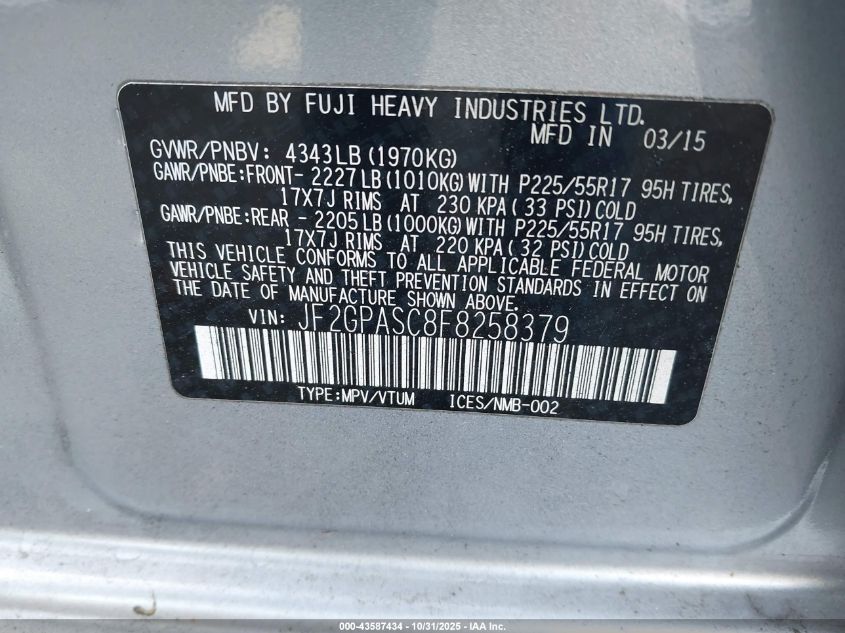 MFD BY FUJI HEAVY INDUSTRIES LTD.
MFD IN 03/15
GVWR/PNBV: 4343LB(1970KG)
GAWR/PNBE:FRONT- 2227LB(1010KG)WITH P225/55R17 95H TIRES,
17X7J RIMS AT 230 KPA( 33 PSI)COLD
GAWR/PNBE:REAR - 2205LB(1000KG)WITH P225/55R17 95H TIRES,
17X7J RIMS AT 220 KPA( 32 PSI)COLD
THIS VEHICLE CONFORMS TO ALL APPLICABLE FEDERAL MOTOR
VEHICLE SAFETY AND THEFT PREVENTION STANDARDS IN EFFECT ON
THE DATE OF MANUFACTURE SHOWN ABOVE.
VIN: JF2GPASC8F8258379
TYPE:MPV/VTUM ICES/NMB-002
000-43587434 - 10/31/2025 - IAA Inc.